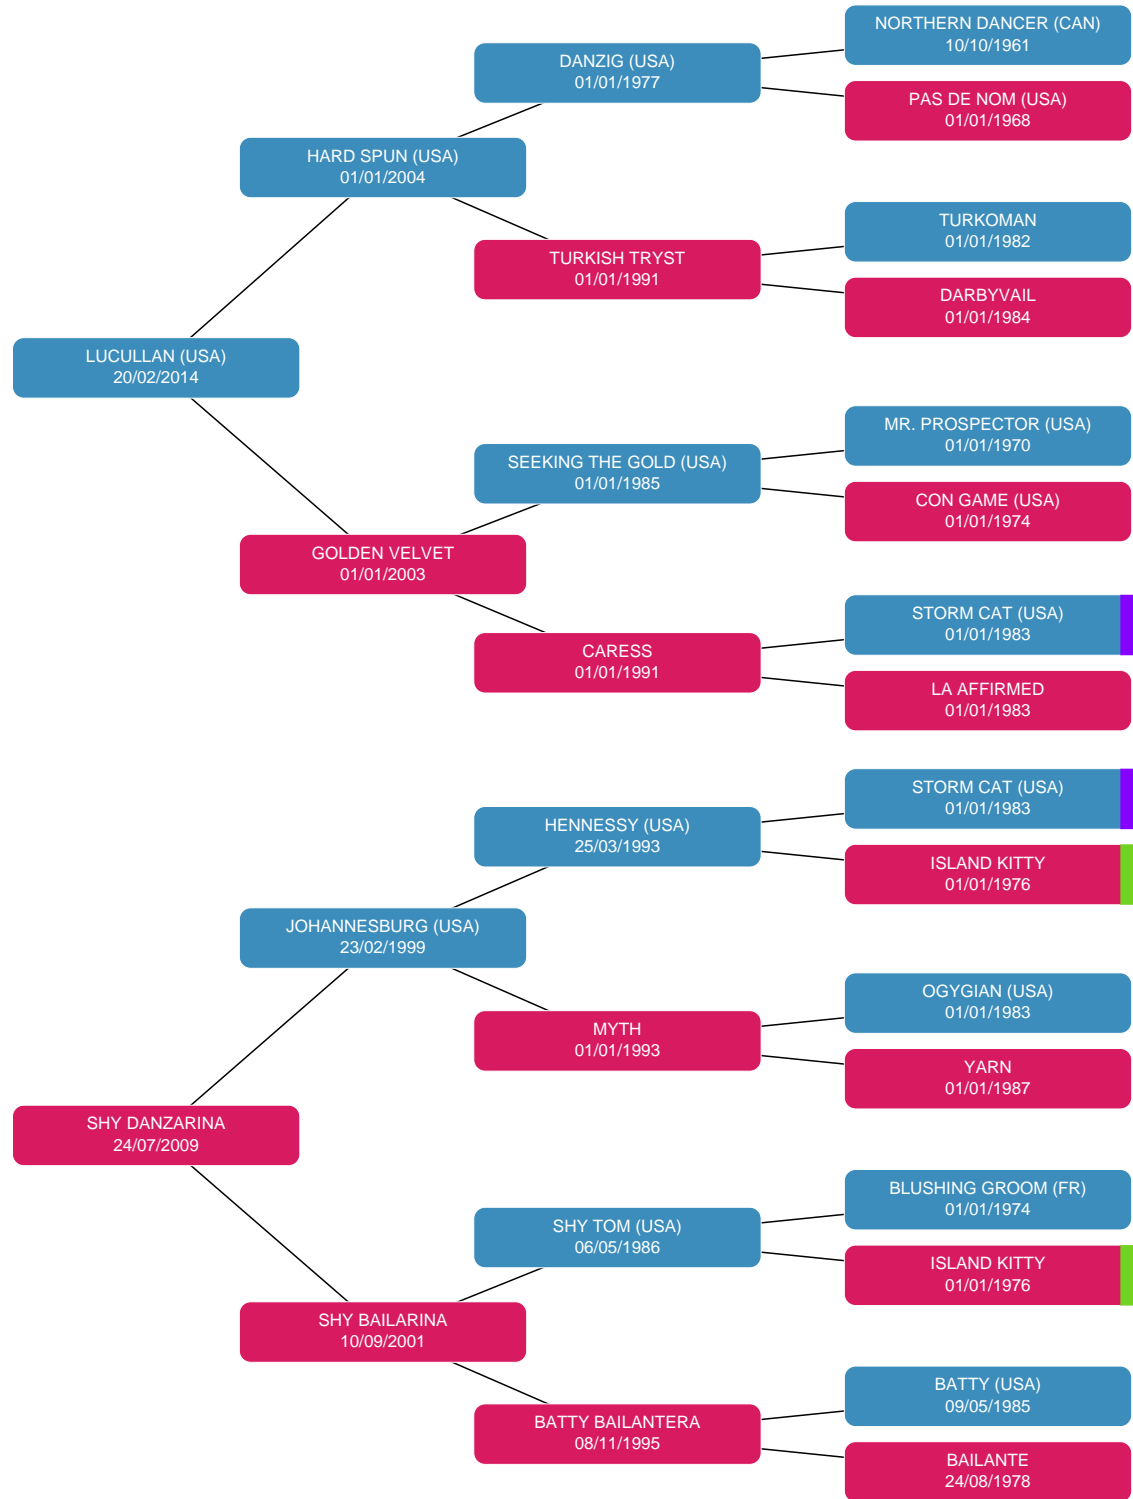 NORTHERN DANCER (CAN)
10/10/1961
DANZIG (USA)
01/01/1977
PAS DE NOM (USA)
01/01/1968
HARD SPUN (USA)
01/01/2004
TURKOMAN
01/01/1982
TURKISH TRYST
01/01/1991
DARBYVAIL
01/01/1984
LUCULLAN (USA)
20/02/2014
MR. PROSPECTOR (USA)
01/01/1970
SEEKING THE GOLD (USA)
01/01/1985
CON GAME (USA)
01/01/1974
GOLDEN VELVET
01/01/2003
STORM CAT (USA)
01/01/1983
CARESS
01/01/1991
LA AFFIRMED
01/01/1983
STORM CAT (USA)
01/01/1983
HENNESSY (USA)
25/03/1993
ISLAND KITTY
01/01/1976
JOHANNESBURG (USA)
23/02/1999
OGYGIAN (USA)
01/01/1983
MYTH
01/01/1993
YARN
01/01/1987
SHY DANZARINA
24/07/2009
BLUSHING GROOM (FR)
01/01/1974
SHY TOM (USA)
06/05/1986
ISLAND KITTY
01/01/1976
SHY BAILARINA
10/09/2001
BATTY (USA)
09/05/1985
BATTY BAILANTERA
08/11/1995
BAILANTE
24/08/1978